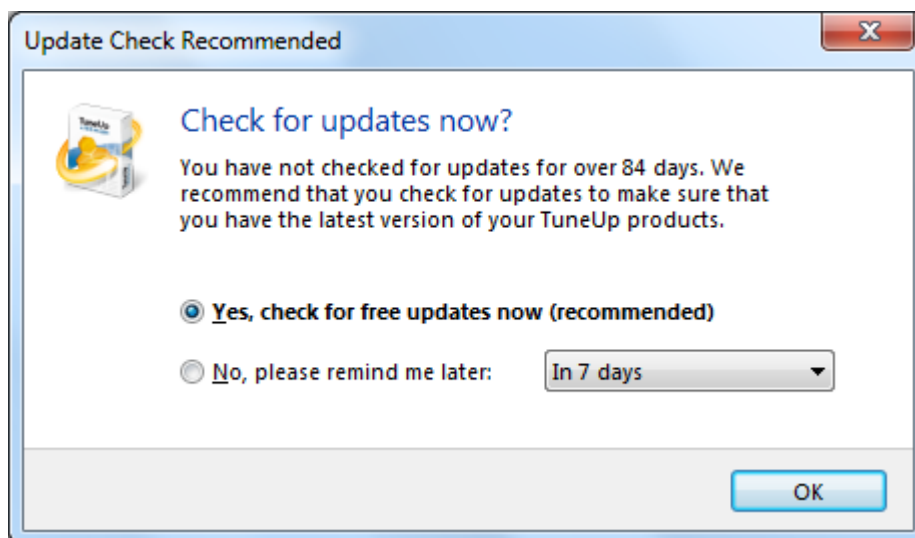 Update Check Recommended
TuneUp
Check for updates now?
You have not checked for updates for over 84 days. We
recommend that you check for updates to make sure that
you have the latest version of your TuneUp products.
Yes, check for free updates now (recommended)
No, please remind me later: In 7 days
OK